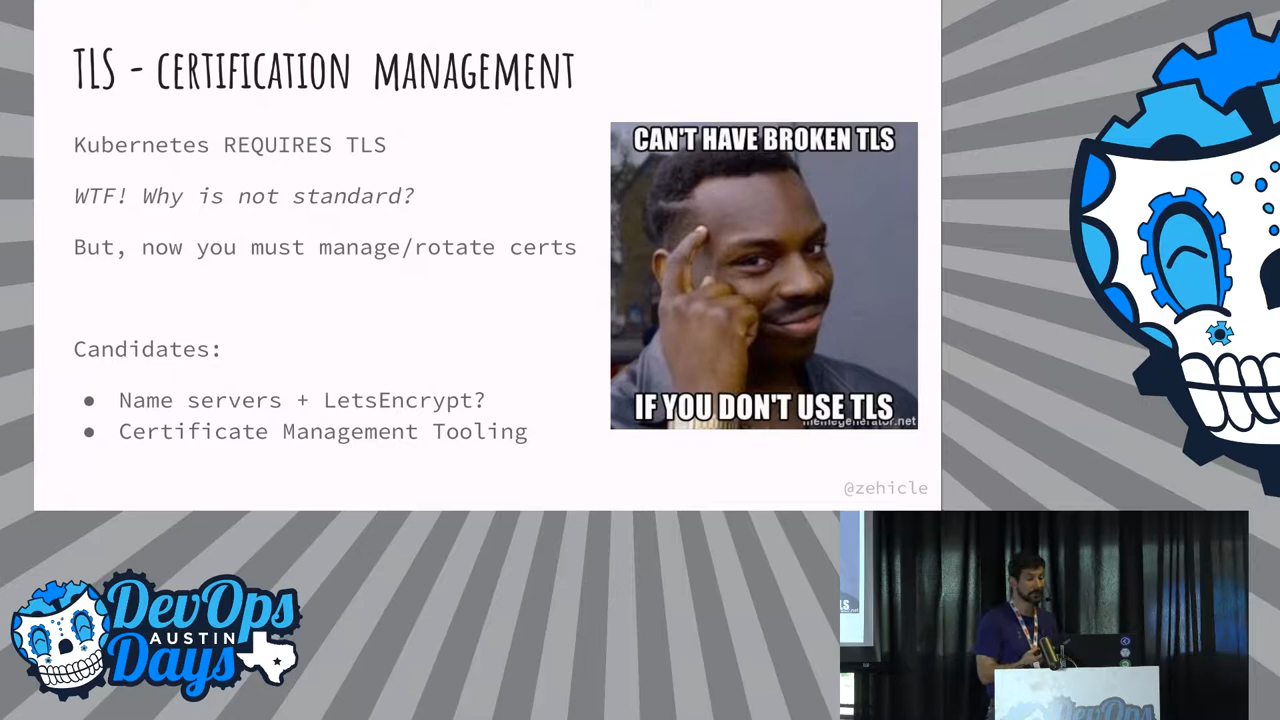 TLS - CERTIFICATION MANAGEMENT
Kubernetes REQUIRES TLS
WTF! Why is not standard?
But, now you must manage/rotate certs
Candidates:
● Name servers + LetsEncrypt?
● Certificate Management Tooling
CAN'T HAVE BROKEN TLS
IF YOU DON'T USE TLS
memegenerator.net
@zehicle
DevOps
AUSTIN
Days
LS
DevOps